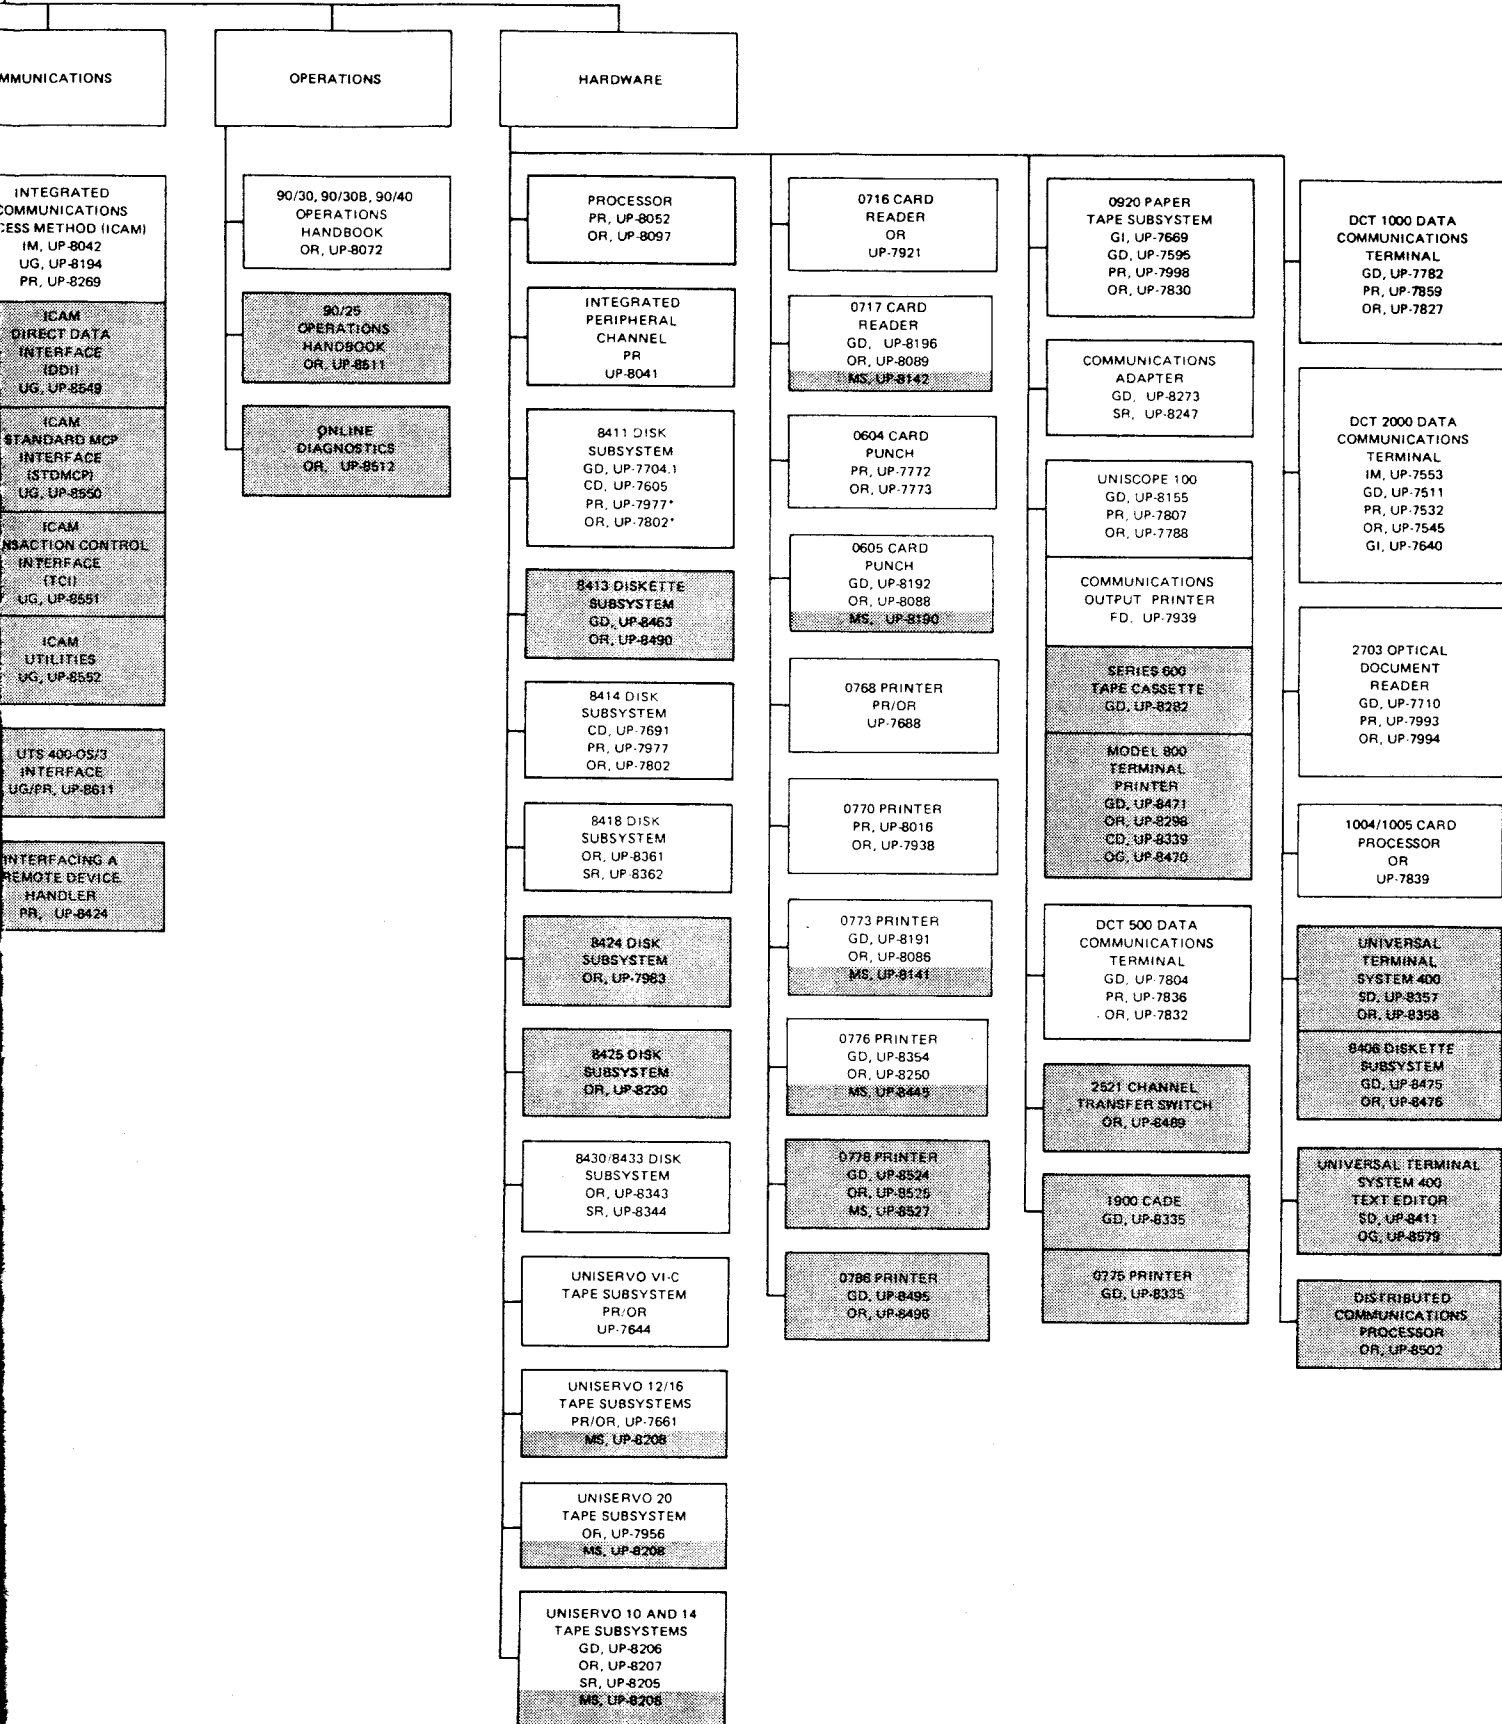 MMUNICATIONS
OPERATIONS
HARDWARE
INTEGRATED
COMMUNICATIONS
CESS METHOD (ICAM)
IM, UP-8042
UG, UP-8194
PR, UP-8269
ICAM
DIRECT DATA
INTERFACE
(DDI)
UG, UP-8549
ICAM
STANDARD MCP
INTERFACE
(STDMCP)
UG, UP-8550
ICAM
NSACTION CONTROL
INTERFACE
(TCI)
UG, UP-8551
ICAM
UTILITIES
UG, UP-8552
UTS 400-OS/3
INTERFACE
UG/PR, UP-8611
INTERFACING A
REMOTE DEVICE
HANDLER
PR, UP-8424
90/30, 90/30B, 90/40
OPERATIONS
HANDBOOK
OR, UP-8072
90/25
OPERATIONS
HANDBOOK
OR, UP-8511
ONLINE
DIAGNOSTICS
OR, UP-8512
PROCESSOR
PR, UP-8052
OR, UP-8097
INTEGRATED
PERIPHERAL
CHANNEL
PR
UP-8041
8411 DISK
SUBSYSTEM
GD, UP-7704.1
CD, UP-7605
PR, UP-7977*
OR, UP-7802*
8413 DISKETTE
SUBSYSTEM
GD, UP-8463
OR, UP-8490
8414 DISK
SUBSYSTEM
CD, UP-7691
PR, UP-7977
OR, UP-7802
8418 DISK
SUBSYSTEM
OR, UP-8361
SR, UP-8362
8424 DISK
SUBSYSTEM
OR, UP-7983
8425 DISK
SUBSYSTEM
OR, UP-8230
8430/8433 DISK
SUBSYSTEM
OR, UP-8343
SR, UP-8344
UNISERVO VI-C
TAPE SUBSYSTEM
PR/OR
UP-7644
UNISERVO 12/16
TAPE SUBSYSTEMS
PR/OR, UP-7661
MS, UP-8208
UNISERVO 20
TAPE SUBSYSTEM
OR, UP-7956
MS, UP-8208
UNISERVO 10 AND 14
TAPE SUBSYSTEMS
GD, UP-8206
OR, UP-8207
SR, UP-8205
MS, UP-8208
0716 CARD
READER
OR
UP-7921
0717 CARD
READER
GD, UP-8196
OR, UP-8089
MS, UP-8142
0604 CARD
PUNCH
PR, UP-7772
OR, UP-7773
0605 CARD
PUNCH
GD, UP-8192
OR, UP-8088
MS, UP-8190
0768 PRINTER
PR/OR
UP-7688
0770 PRINTER
PR, UP-8016
OR, UP-7938
0773 PRINTER
GD, UP-8191
OR, UP-8086
MS, UP-8141
0776 PRINTER
GD, UP-8354
OR, UP-8250
MS, UP-8445
0778 PRINTER
GD, UP-8524
OR, UP-8525
MS, UP-8527
0786 PRINTER
GD, UP-8495
OR, UP-8496
0920 PAPER
TAPE SUBSYSTEM
GI, UP-7669
GD, UP-7595
PR, UP-7998
OR, UP-7830
COMMUNICATIONS
ADAPTER
GD, UP-8273
SR, UP-8247
UNISCOPE 100
GD, UP-8155
PR, UP-7807
OR, UP-7788
COMMUNICATIONS
OUTPUT PRINTER
FD, UP-7939
SERIES 600
TAPE CASSETTE
GD, UP-8282
MODEL 800
TERMINAL
PRINTER
GD, UP-8471
OR, UP-8298
CD, UP-8339
OG, UP-8470
DCT 500 DATA
COMMUNICATIONS
TERMINAL
GD, UP-7804
PR, UP-7836
OR, UP-7832
2521 CHANNEL
TRANSFER SWITCH
OR, UP-8489
1900 CADE
GD, UP-8335
0775 PRINTER
GD, UP-8335
DCT 1000 DATA
COMMUNICATIONS
TERMINAL
GD, UP-7782
PR, UP-7859
OR, UP-7827
DCT 2000 DATA
COMMUNICATIONS
TERMINAL
IM, UP-7553
GD, UP-7511
PR, UP-7532
OR, UP-7545
GI, UP-7640
2703 OPTICAL
DOCUMENT
READER
GD, UP-7710
PR, UP-7993
OR, UP-7994
1004/1005 CARD
PROCESSOR
OR
UP-7839
UNIVERSAL
TERMINAL
SYSTEM 400
SD, UP-8357
OR, UP-8358
8406 DISKETTE
SUBSYSTEM
GD, UP-8475
OR, UP-8476
UNIVERSAL TERMINAL
SYSTEM 400
TEXT EDITOR
SD, UP-8411
OG, UP-8579
DISTRIBUTED
COMMUNICATIONS
PROCESSOR
OR, UP-8502